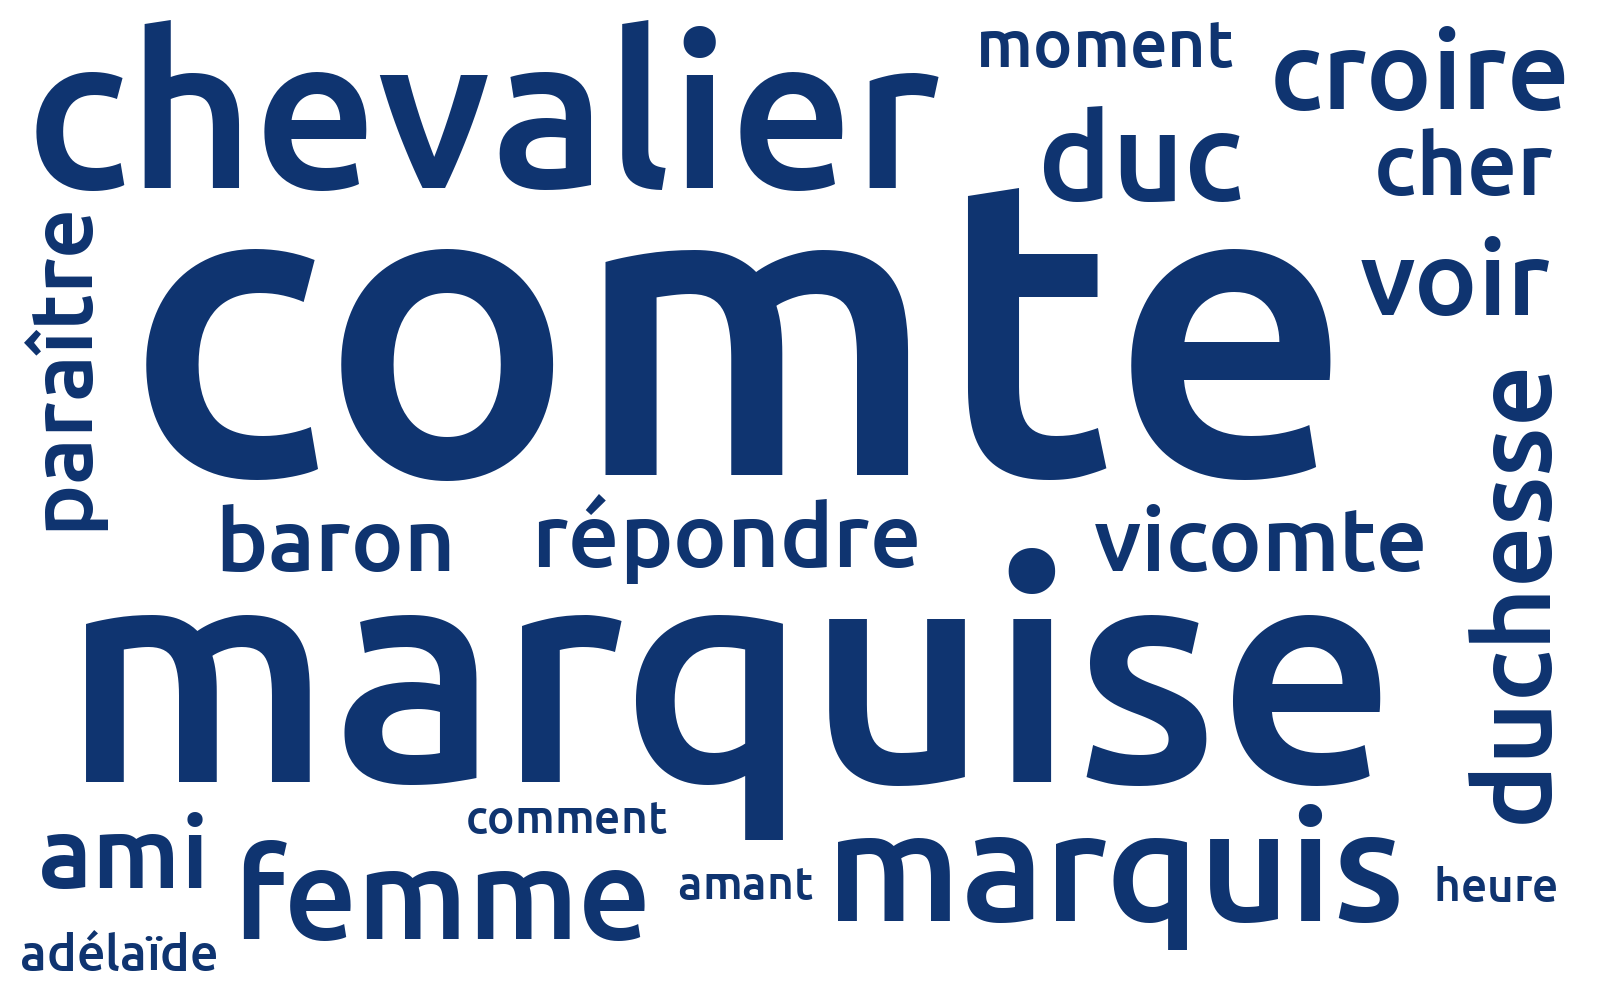 chevalier
moment
croire
duc
cher
paraître
comte
voir
duchesse
baron
répondre
vicomte
marquise
comment
ami
femme
amant
marquis
heure
adélaïde